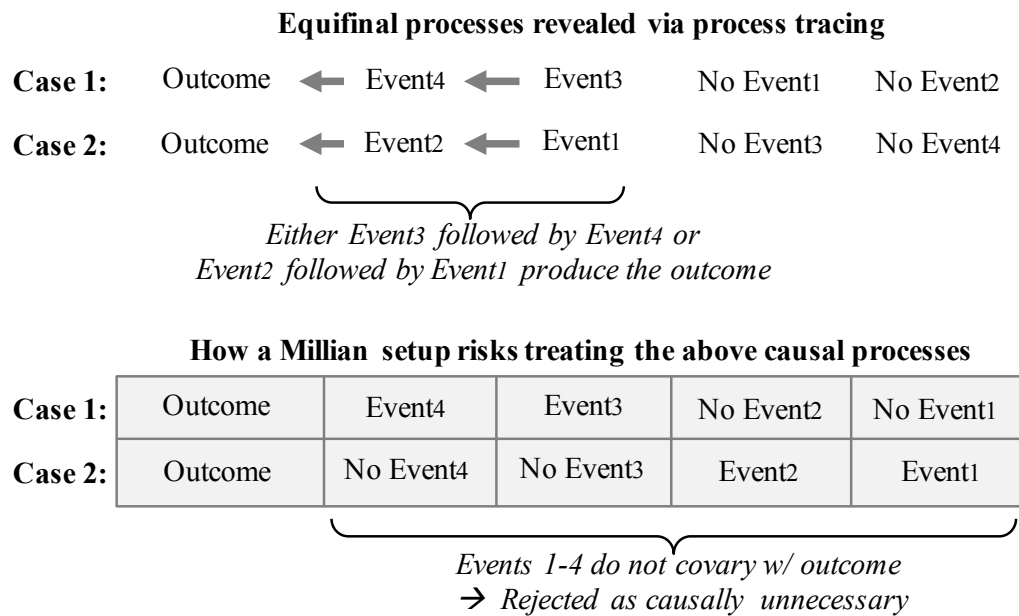 Equifinal processes revealed via process tracing
Case 1: Outcome Event4 Event3 No Event1 No Event2
Case 2: Outcome Event2 Event1 No Event3 No Event4
Either Event3 followed by Event4 or
Event2 followed by Event1 produce the outcome
How a Millian setup risks treating the above causal processes
Case 1: Outcome Event4 Event3 No Event2 No Event1
Case 2: Outcome No Event4 No Event3 Event2 Event1
Events 1-4 do not covary w/ outcome
→ Rejected as causally unnecessary